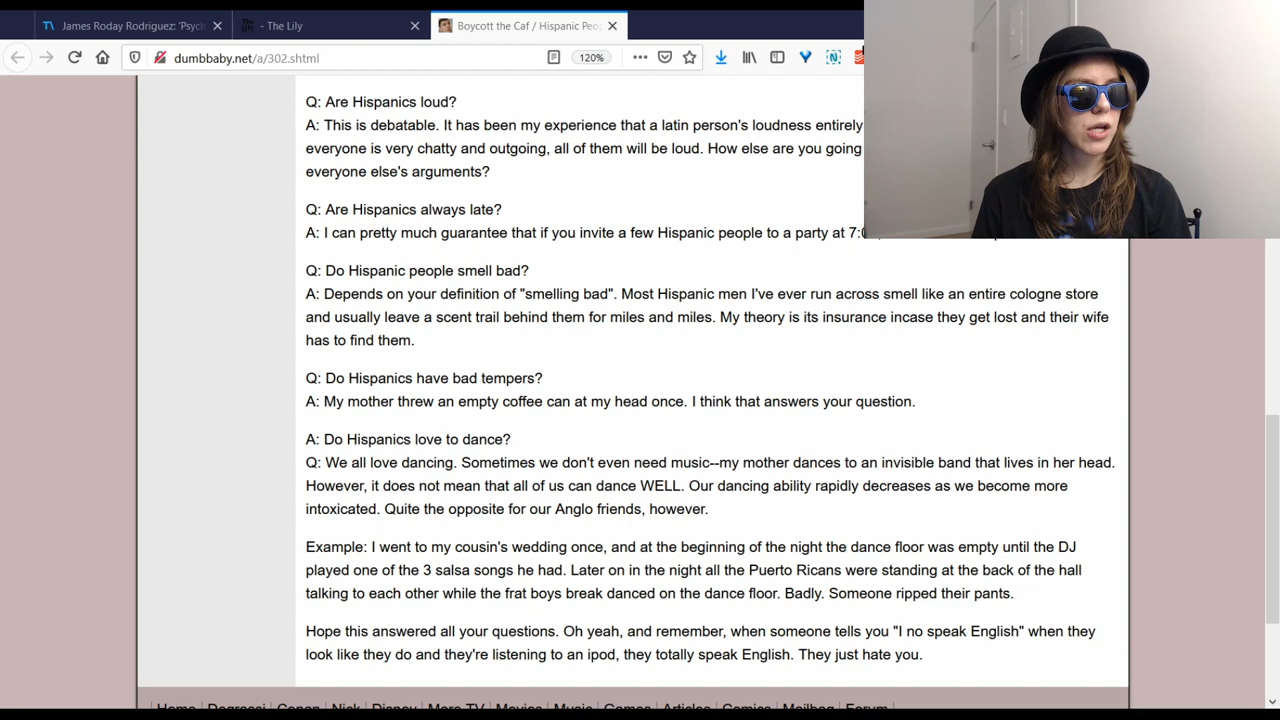 James Roday Rodriguez: 'Psych
- The Lily
Boycott the Caf / Hispanic Peo
dumbbaby.net/a/302.shtml
120%
Q: Are Hispanics loud?
A: This is debatable. It has been my experience that a latin person's loudness entirely
everyone is very chatty and outgoing, all of them will be loud. How else are you going
everyone else's arguments?
Q: Are Hispanics always late?
A: I can pretty much guarantee that if you invite a few Hispanic people to a party at
Q: Do Hispanic people smell bad?
A: Depends on your definition of "smelling bad". Most Hispanic men I've ever run across smell like an entire cologne store
and usually leave a scent trail behind them for miles and miles. My theory is its insurance incase they get lost and their wife
has to find them.
Q: Do Hispanics have bad tempers?
A: My mother threw an empty coffee can at my head once. I think that answers your question.
A: Do Hispanics love to dance?
Q: We all love dancing. Sometimes we don't even need music--my mother dances to an invisible band that lives in her head.
However, it does not mean that all of us can dance WELL. Our dancing ability rapidly decreases as we become more
intoxicated. Quite the opposite for our Anglo friends, however.
Example: I went to my cousin's wedding once, and at the beginning of the night the dance floor was empty until the DJ
played one of the 3 salsa songs he had. Later on in the night all the Puerto Ricans were standing at the back of the hall
talking to each other while the frat boys break danced on the dance floor. Badly. Someone ripped their pants.
Hope this answered all your questions. Oh yeah, and remember, when someone tells you "I no speak English" when they
look like they do and they're listening to an ipod, they totally speak English. They just hate you.
Home | Degrassi | Conan | Nick | Disney | More TV | Movies | Music | Games | Articles | Comics | Mailbag | Forum |